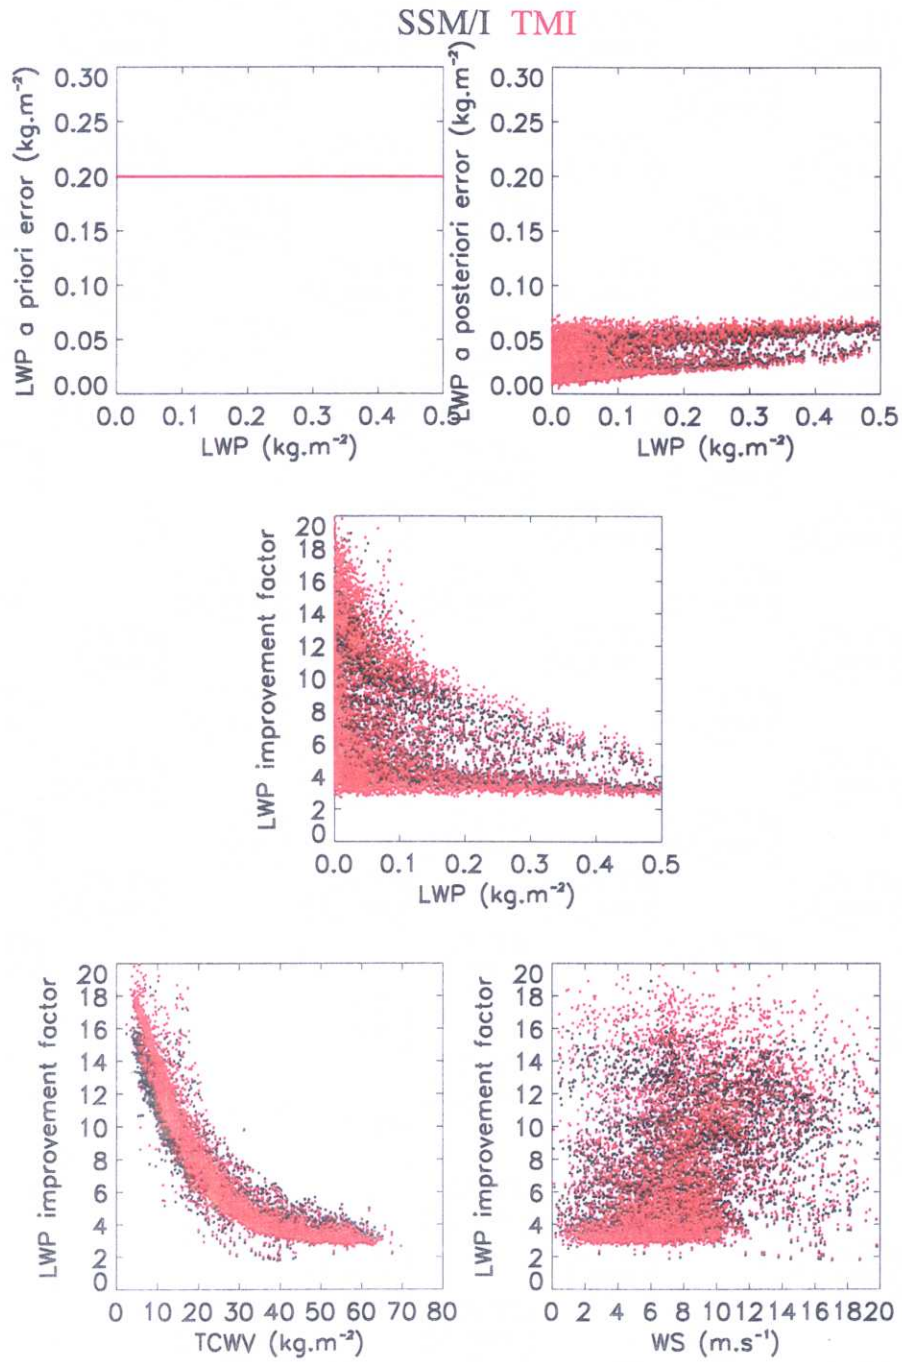 SSM/I TMI
LWP a priori error (kg.m⁻²)
0.30
0.25
0.20
0.15
0.10
0.05
0.00
0.0 0.1 0.2 0.3 0.4 0.5
LWP (kg.m⁻²)
LWP a posteriori error (kg.m⁻²)
0.30
0.25
0.20
0.15
0.10
0.05
0.00
0.0 0.1 0.2 0.3 0.4 0.5
LWP (kg.m⁻²)
LWP improvement factor
20
18
16
14
12
10
8
6
4
2
0
0.0 0.1 0.2 0.3 0.4 0.5
LWP (kg.m⁻²)
LWP improvement factor
20
18
16
14
12
10
8
6
4
2
0
0 10 20 30 40 50 60 70 80
TCWV (kg.m⁻²)
LWP improvement factor
20
18
16
14
12
10
8
6
4
2
0
0 2 4 6 8 10 12 14 16 18 20
WS (m.s⁻¹)